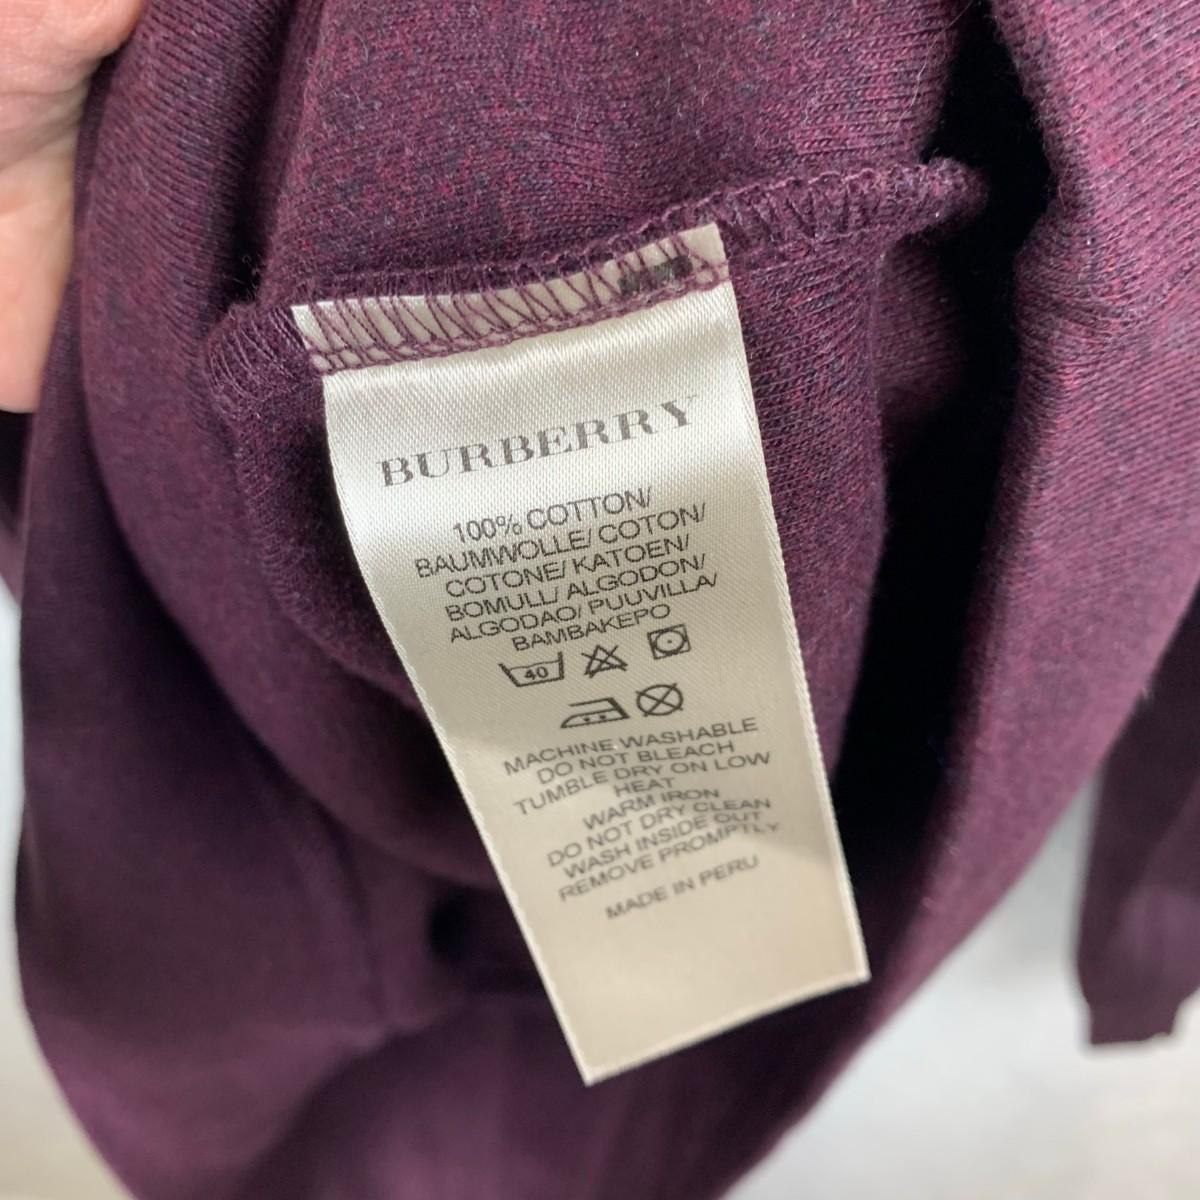 BURBERRY
100% COTTON/
BAUMWOLLE/ COTON/
COTONE/ KATOEN/
BOMULL/ ALGODON/
ALGODAO/ PUUVILLA/
BAMBAKEPO
40
MACHINE WASHABLE
DO NOT BLEACH
TUMBLE DRY ON LOW
HEAT
WARM IRON
DO NOT DRY CLEAN
WASH INSIDE OUT
REMOVE PROMPTLY
MADE IN PERU